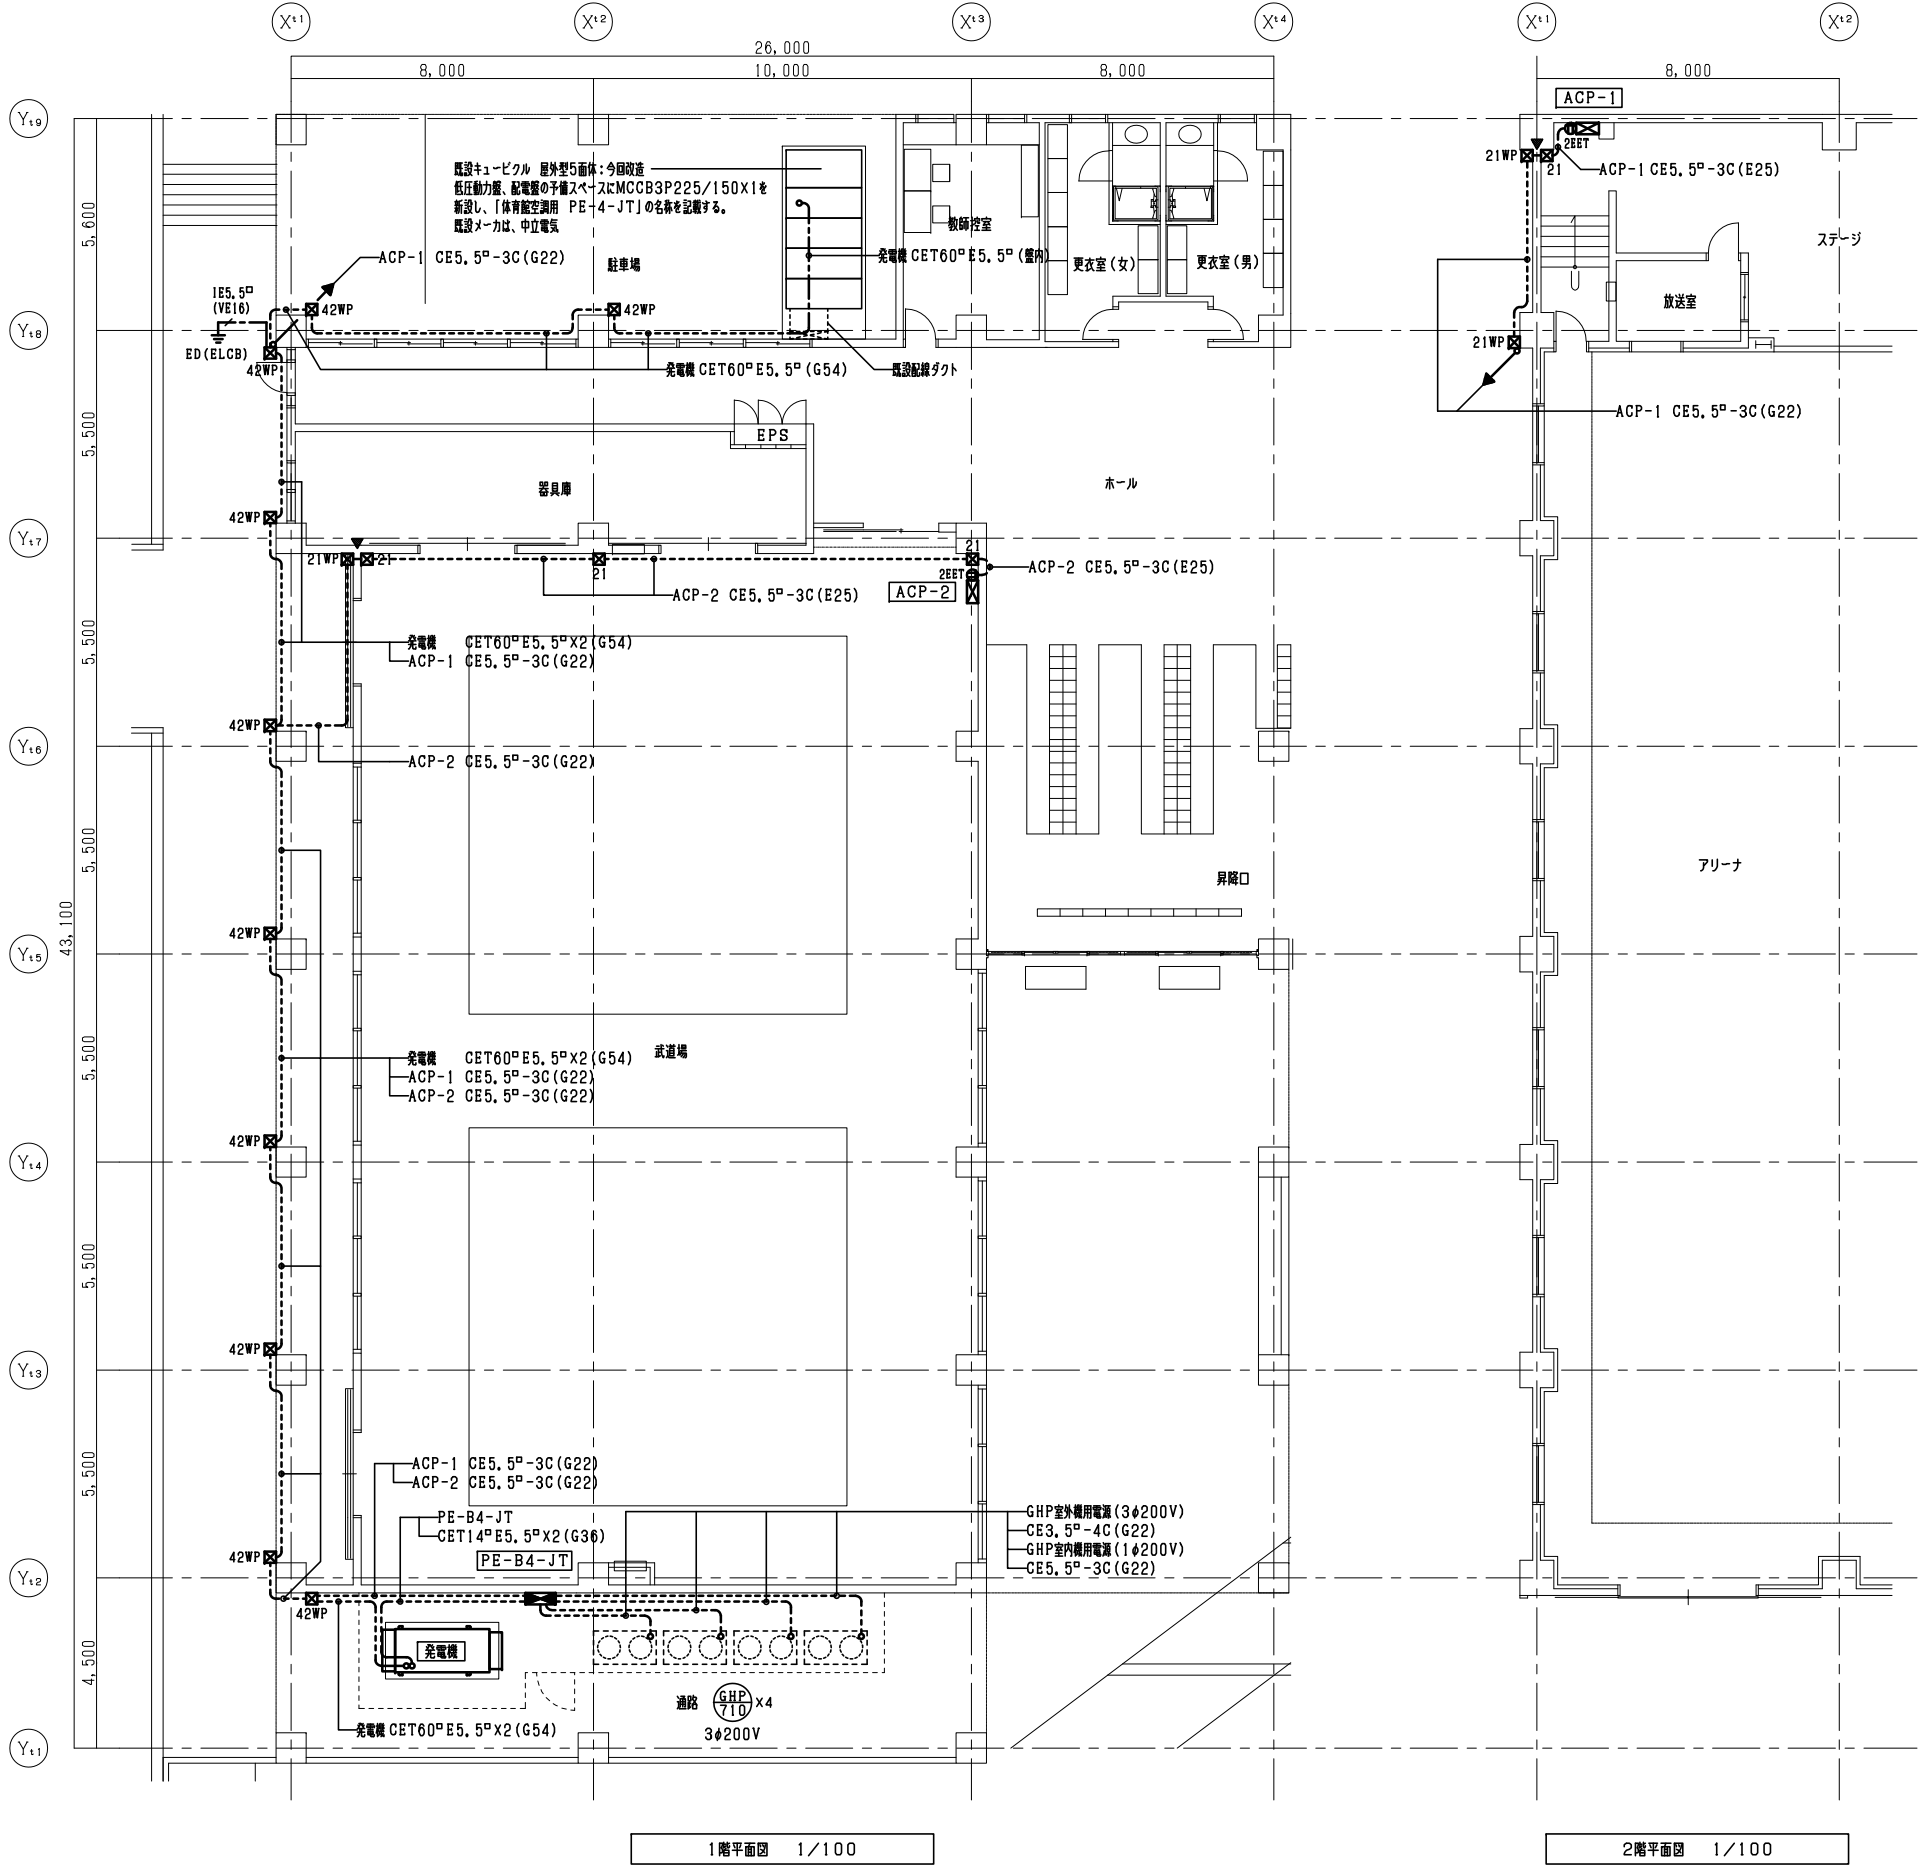 Xt1
Xt2
Xt3
Xt4
Xt1
Xt2
26,000
8,000
10,000
8,000
8,000
Yt9
Yt8
Yt7
Yt6
Yt5
Yt4
Yt3
Yt2
Yt1
5,600
5,500
5,500
5,500
5,500
5,500
5,500
4,500
43,100
既設キュービクル 屋外型5面体:今回改造
低圧動力盤、配電盤の予備スペースにMCCB3P225/150X1を
新設し、「体育館空調用 PE-4-JT」の名称を記載する。
既設メーカは、中立電気
ACP-1 CE5.5□-3C(G22)
駐車場
発電機 CET60□E5.5□(盤内)
教師控室
更衣室(女)
更衣室(男)
IE5.5□
(VE16)
ED(ELCB)
42WP
42WP
42WP
発電機 CET60□E5.5□(G54)
既設配線ダクト
EPS
器具庫
ホール
42WP
21WP
21
21
21
2EET
ACP-2
ACP-2 CE5.5□-3C(E25)
ACP-2 CE5.5□-3C(E25)
発電機 CET60□E5.5□X2(G54)
ACP-1 CE5.5□-3C(G22)
42WP
ACP-2 CE5.5□-3C(G22)
昇降口
42WP
発電機 CET60□E5.5□X2(G54)
ACP-1 CE5.5□-3C(G22)
ACP-2 CE5.5□-3C(G22)
武道場
42WP
42WP
ACP-1 CE5.5□-3C(G22)
ACP-2 CE5.5□-3C(G22)
PE-B4-JT
CET14□E5.5□X2(G36)
PE-B4-JT
GHP室外機用電源(3φ200V)
CE3.5□-4C(G22)
GHP室内機用電源(1φ200V)
CE5.5□-3C(G22)
42WP
42WP
発電機
発電機 CET60□E5.5□X2(G54)
通路
GHP
710
X4
3φ200V
1階平面図 1/100
ACP-1
2EET
21WP
21
ACP-1 CE5.5□-3C(E25)
ステージ
放送室
21WP
ACP-1 CE5.5□-3C(G22)
アリーナ
2階平面図 1/100